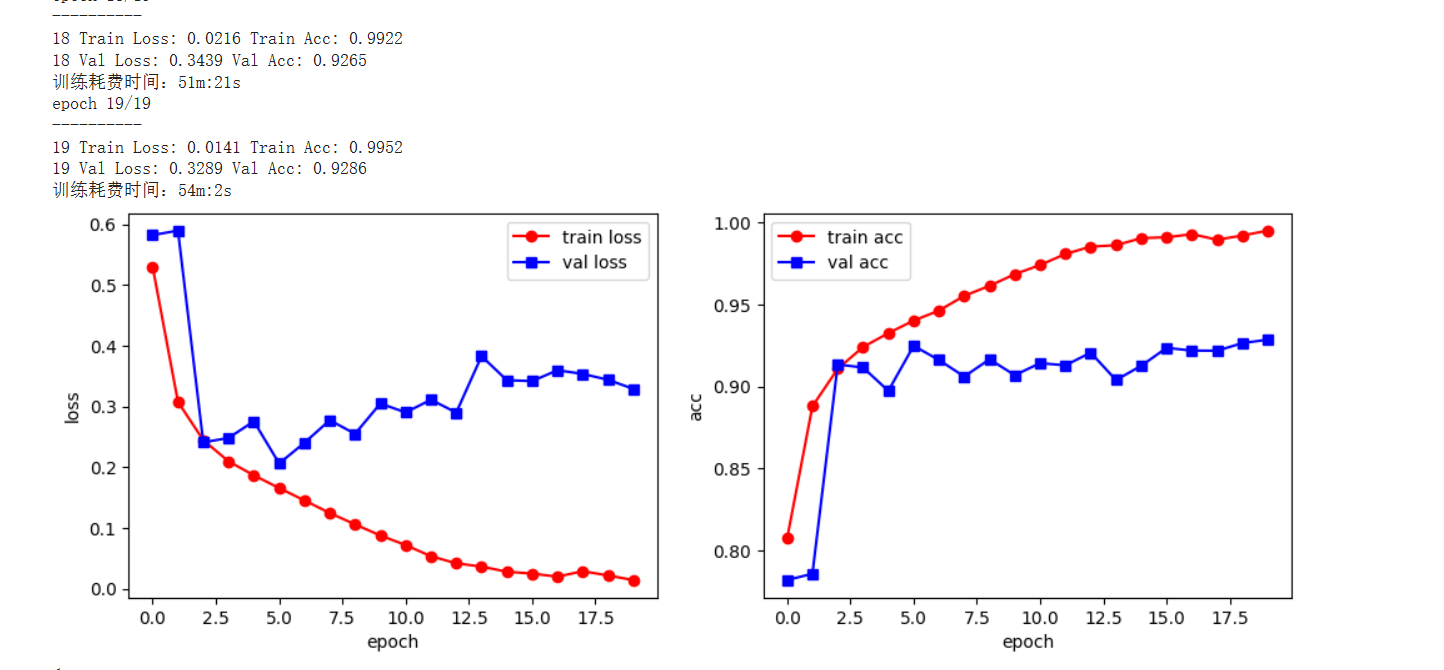 ----------
18 Train Loss: 0.0216 Train Acc: 0.9922
18 Val Loss: 0.3439 Val Acc: 0.9265
训练耗费时间：51m:21s
epoch 19/19
----------
19 Train Loss: 0.0141 Train Acc: 0.9952
19 Val Loss: 0.3289 Val Acc: 0.9286
训练耗费时间：54m:2s
train loss
val loss
0.6
0.5
0.4
0.3
0.2
0.1
0.0
loss
0.0 2.5 5.0 7.5 10.0 12.5 15.0 17.5
epoch
train acc
val acc
1.00
0.95
0.90
0.85
0.80
acc
0.0 2.5 5.0 7.5 10.0 12.5 15.0 17.5
epoch